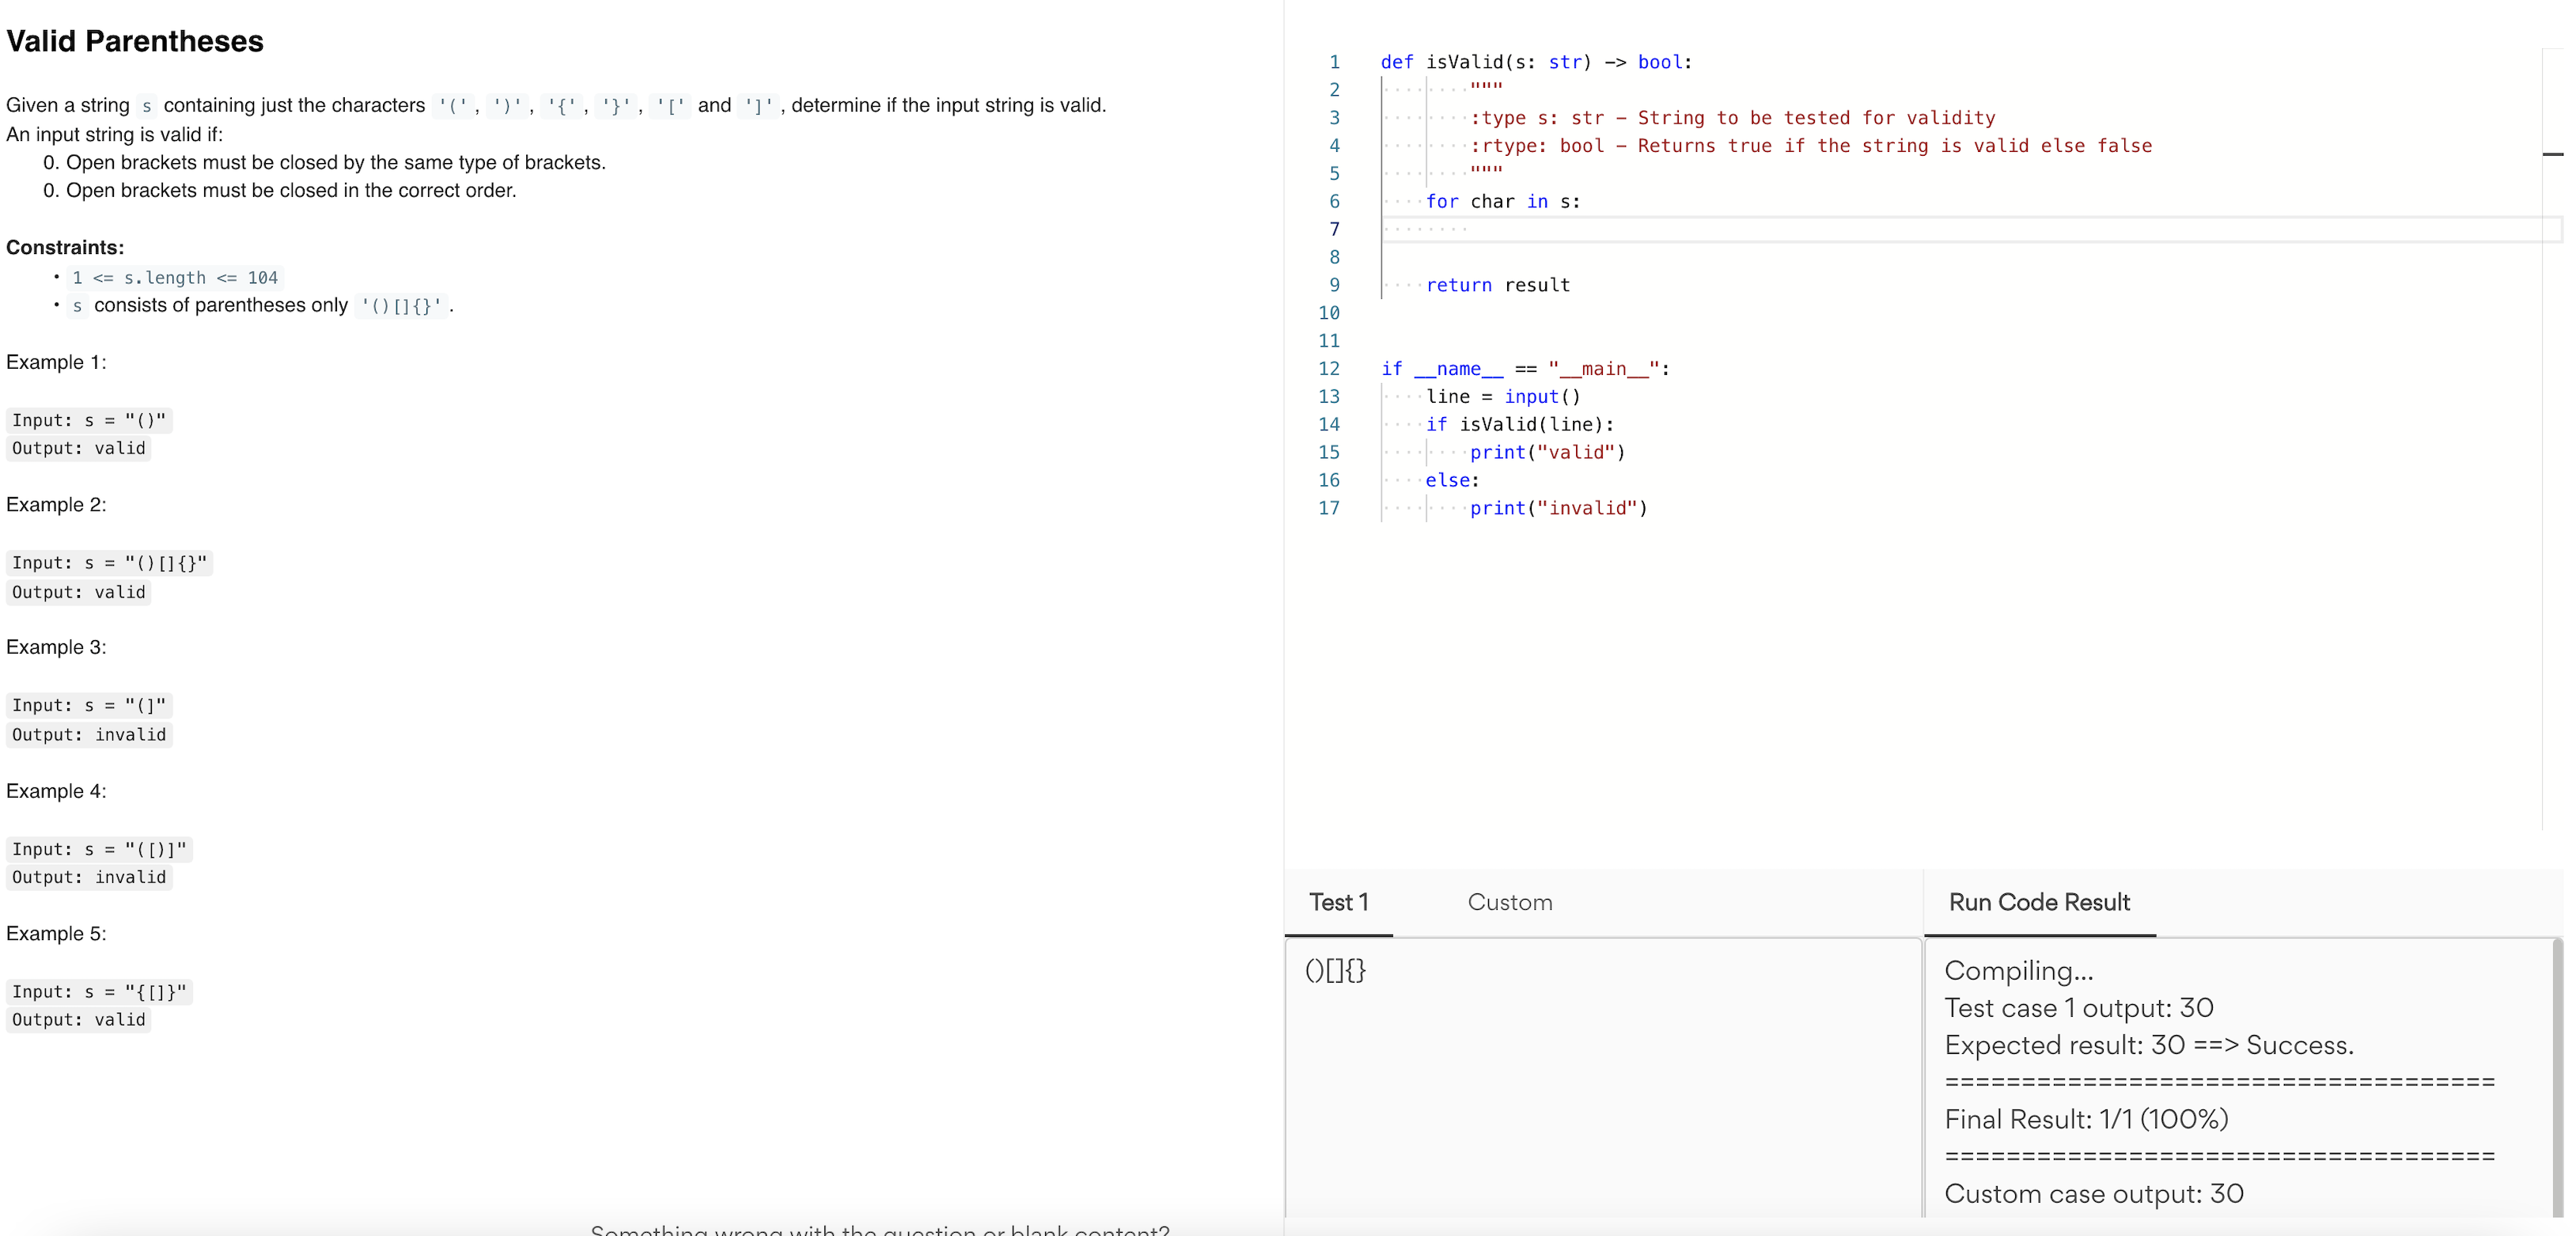 Valid Parentheses
Given a string s containing just the characters '(', ')', '{', '}', '[' and ']', determine if the input string is valid.
An input string is valid if:
0. Open brackets must be closed by the same type of brackets.
0. Open brackets must be closed in the correct order.
Constraints:
• 1 <= s.length <= 104
• s consists of parentheses only '()[]{}'.
Example 1:
Input: s = "()"
Output: valid
Example 2:
Input: s = "()[]{}"
Output: valid
Example 3:
Input: s = "(]"
Output: invalid
Example 4:
Input: s = "([)]"
Output: invalid
Example 5:
Input: s = "{[]}"
Output: valid
Something wrong with the question or blank content?
1 def isValid(s: str) -> bool:
2 """
3 :type s: str - String to be tested for validity
4 :rtype: bool - Returns true if the string is valid else false
5 """
6 for char in s:
7
8
9 return result
10
11
12 if __name__ == "__main__":
13 line = input()
14 if isValid(line):
15 print("valid")
16 else:
17 print("invalid")
Test 1 Custom
()[]{}
Run Code Result
Compiling...
Test case 1 output: 30
Expected result: 30 ==> Success.
====================================
Final Result: 1/1 (100%)
====================================
Custom case output: 30